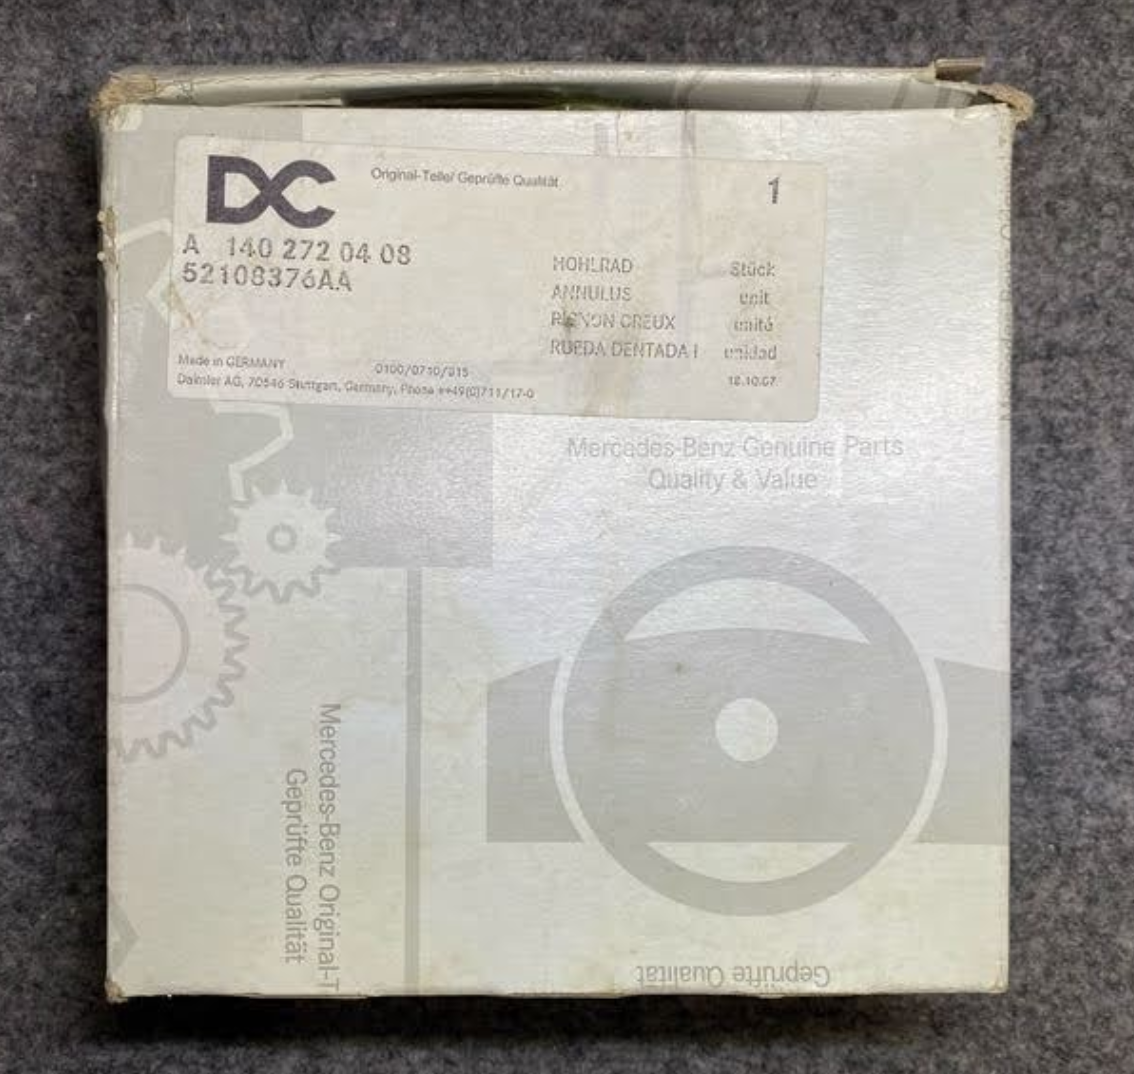 DC
Original-Teile/ Geprüfte Qualität
1
A 140 272 04 08
52108376AA
HOHLRAD Stück
ANNULUS unit
PIGNON CREUX unité
RUEDA DENTADA I unidad
Made in GERMANY 0100/0710/015
18.10.07
Daimler AG, 70546 Stuttgart, Germany, Phone ++49(0)711/17-0
Mercedes-Benz Genuine Parts
Quality & Value
Mercedes-Benz Original-T
Geprüfte Qualität
Geprüfte Qualität